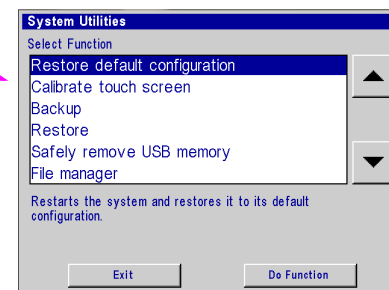 System Utilities
Select Function
Restore default configuration
Calibrate touch screen
Backup
Restore
Safely remove USB memory
File manager
Restarts the system and restores it to its default
configuration.
Exit
Do Function